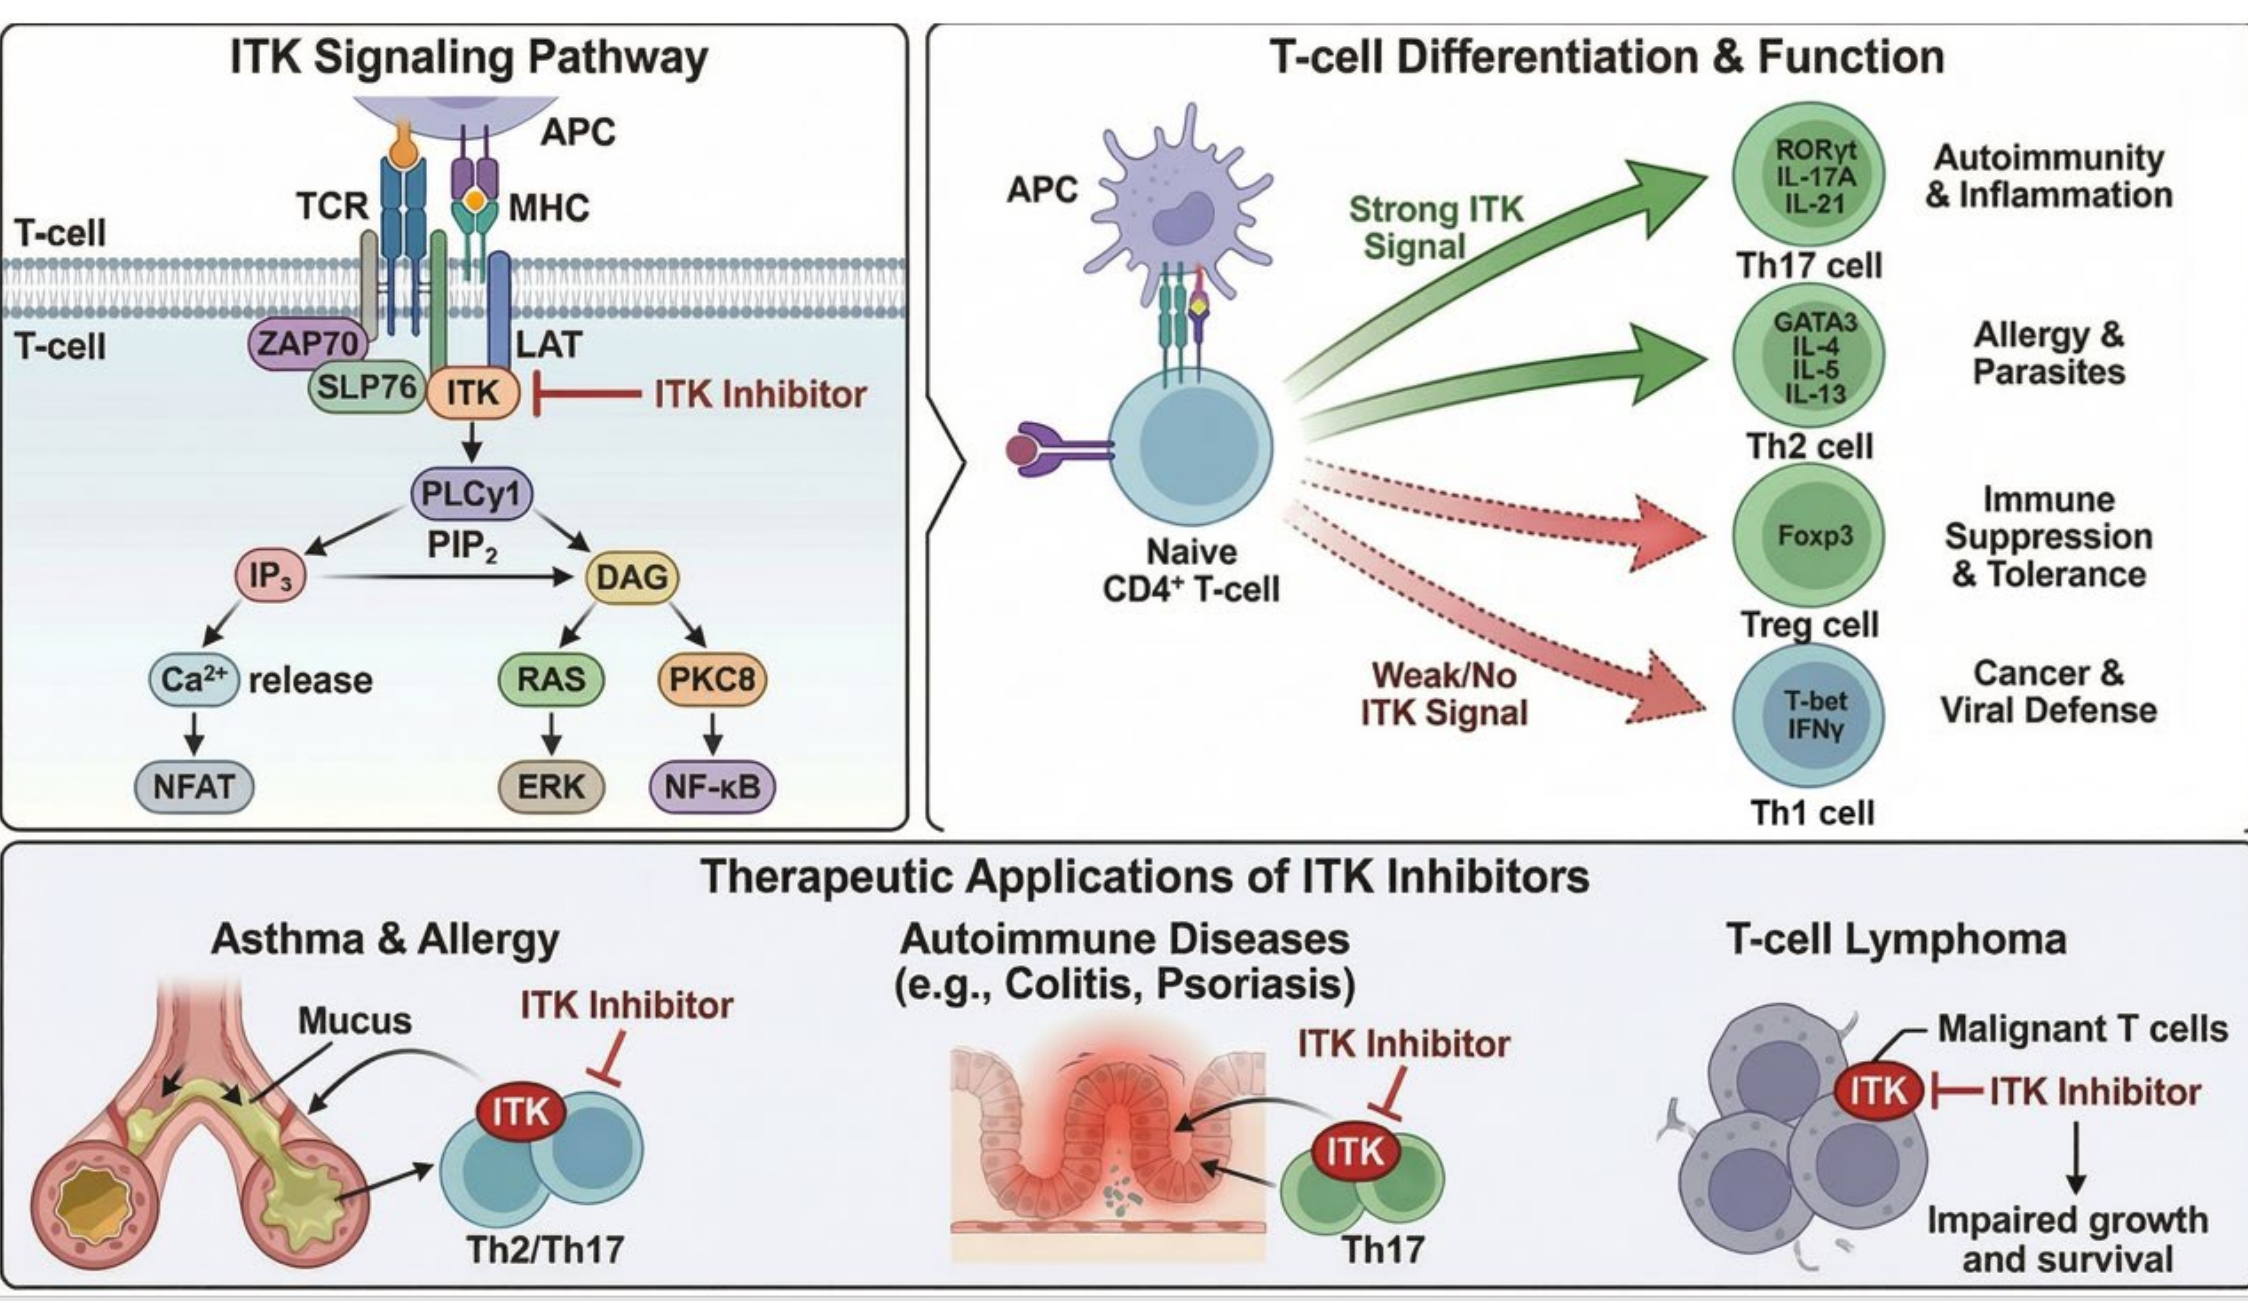 ITK Signaling Pathway
APC
TCR
MHC
T-cell
T-cell
ZAP70
LAT
SLP76
ITK
ITK Inhibitor
PLCy1
PIP₂
IP₃
DAG
Ca²⁺ release
RAS
PKC8
NFAT
ERK
NF-κB
T-cell Differentiation & Function
APC
Strong ITK
Signal
Naive
CD4⁺ T-cell
Weak/No
ITK Signal
RORγt
IL-17A
IL-21
Th17 cell
Autoimmunity
& Inflammation
GATA3
IL-4
IL-5
IL-13
Th2 cell
Allergy &
Parasites
Foxp3
Treg cell
Immune
Suppression
& Tolerance
T-bet
IFNγ
Th1 cell
Cancer &
Viral Defense
Therapeutic Applications of ITK Inhibitors
Asthma & Allergy
Mucus
ITK Inhibitor
ITK
Th2/Th17
Autoimmune Diseases
(e.g., Colitis, Psoriasis)
ITK Inhibitor
ITK
Th17
T-cell Lymphoma
Malignant T cells
ITK
ITK Inhibitor
Impaired growth
and survival